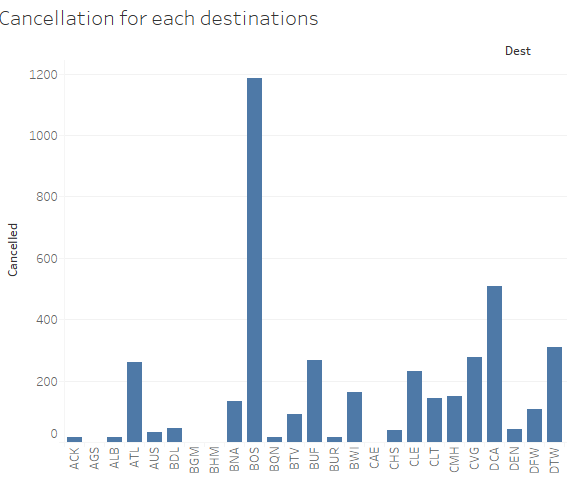 Cancellation for each destinations
Dest
1200
1000
800
600
400
200
0
Cancelled
ACK
AGS
ALB
ATL
AUS
BDL
BGM
BHM
BNA
BOS
BQN
BTV
BUF
BUR
BWI
CAE
CHS
CLE
CLT
CMH
CVG
DCA
DEN
DFW
DTW